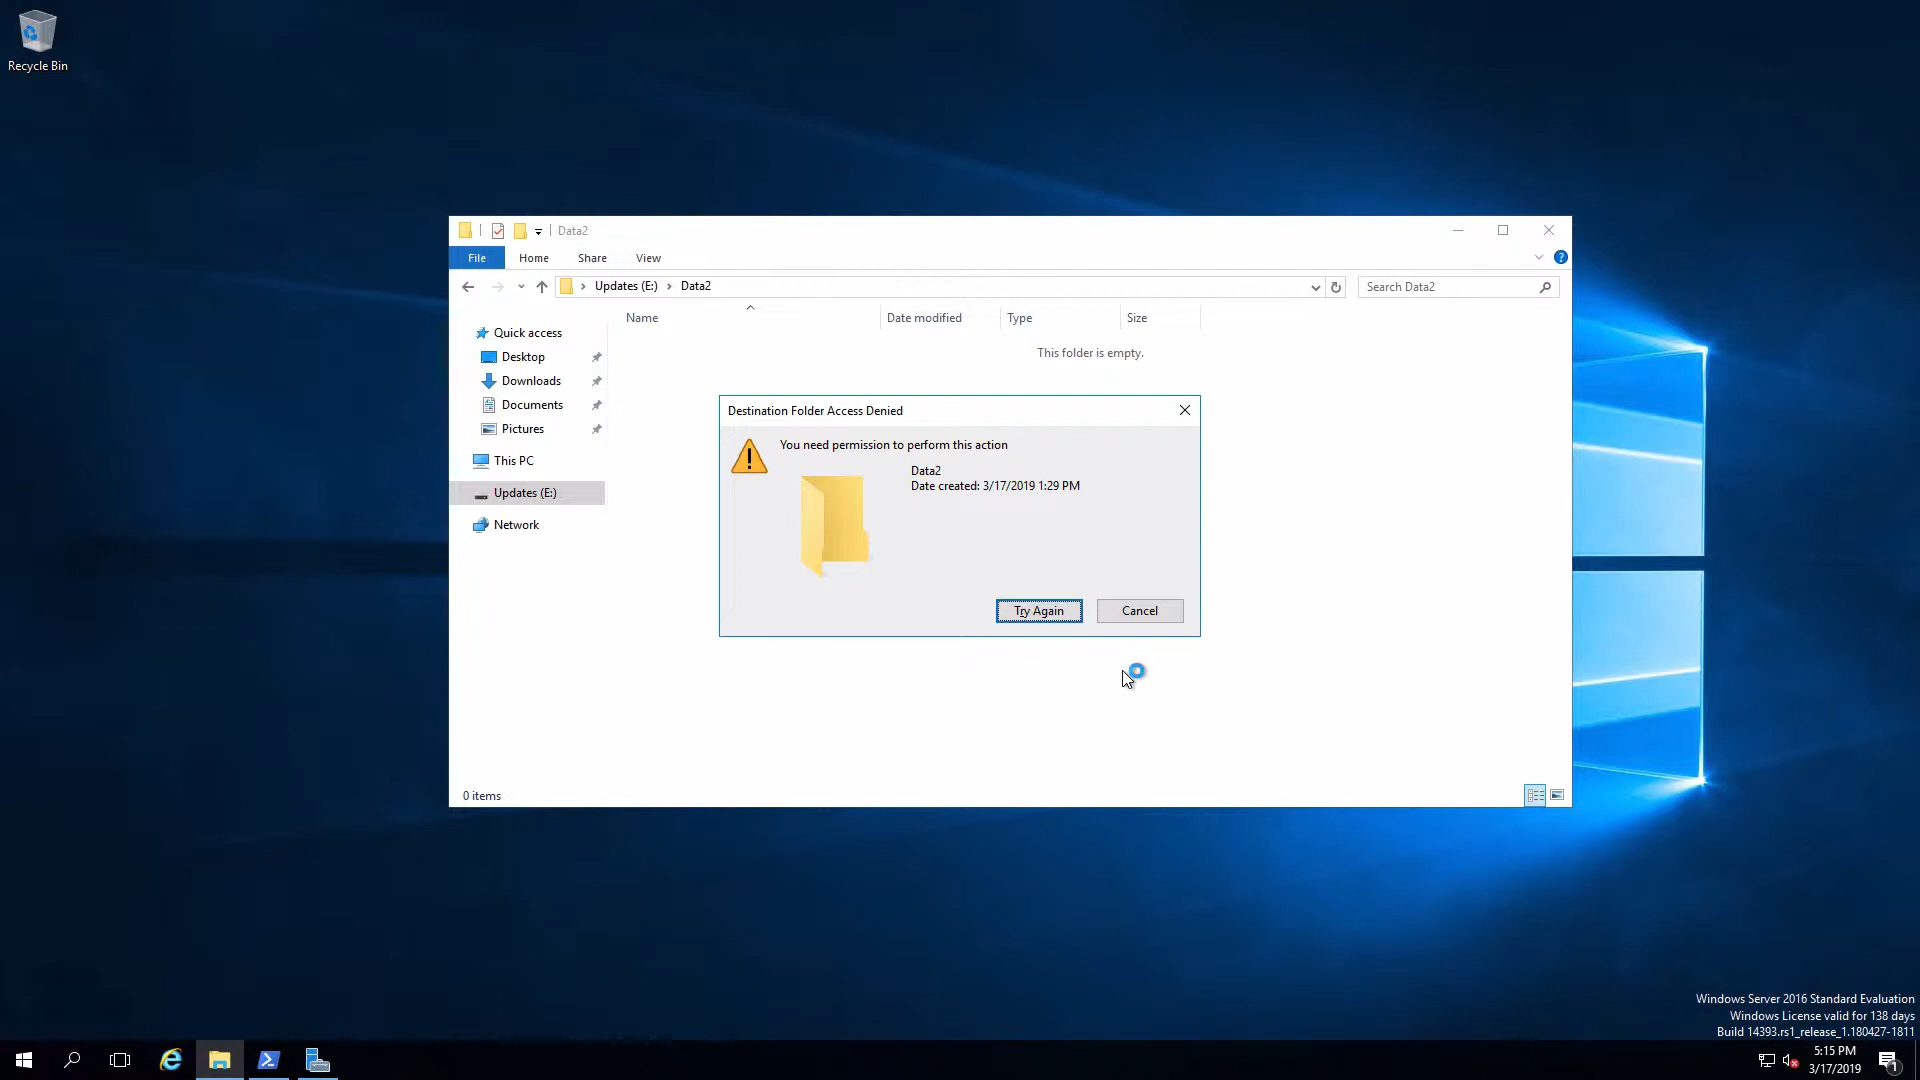 Recycle Bin
Data2
File Home Share View
Updates (E:) Data2
Search Data2
Name Date modified Type Size
This folder is empty.
Quick access
Desktop
Downloads
Documents
Pictures
This PC
Updates (E:)
Network
Destination Folder Access Denied
You need permission to perform this action
Data2
Date created: 3/17/2019 1:29 PM
Try Again Cancel
0 items
Windows Server 2016 Standard Evaluation
Windows License valid for 138 days
Build 14393.rs1_release_1.180427-1811
5:15 PM
3/17/2019
1